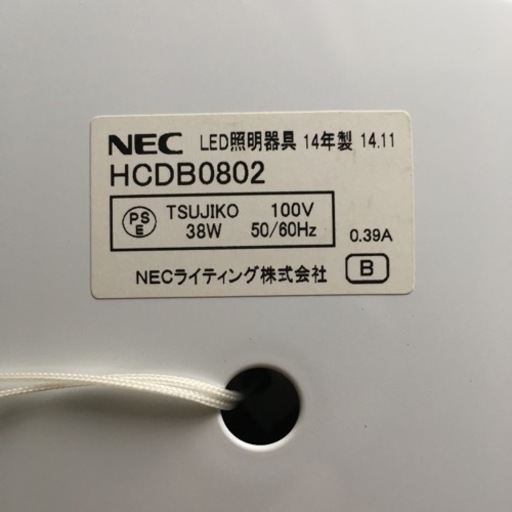 NEC LED照明器具 14年製 14.11
HCDB0802
PS E TSUJIKO 100V
38W 50/60Hz 0.39A
NECライティング株式会社 B